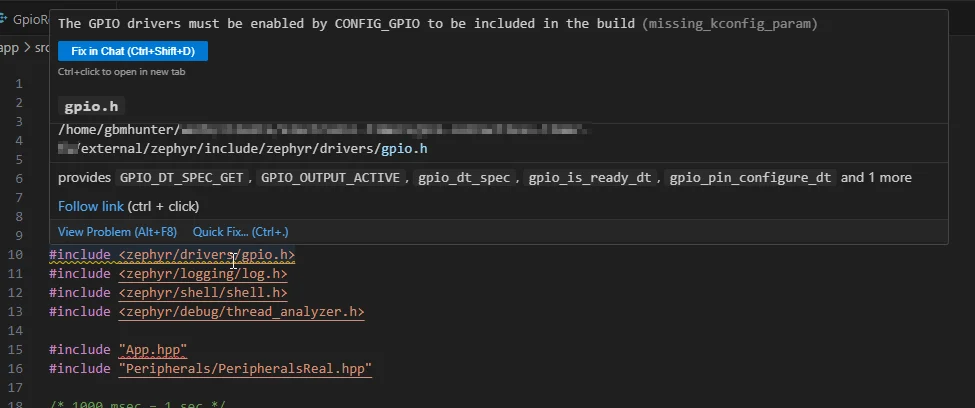 GpioR
The GPIO drivers must be enabled by CONFIG_GPIO to be included in the build (missing_kconfig_param)
Fix in Chat (Ctrl+Shift+D)
Ctrl+click to open in new tab
app > src
gpio.h
/home/gbmhunter/
/external/zephyr/include/zephyr/drivers/gpio.h
provides GPIO_DT_SPEC_GET, GPIO_OUTPUT_ACTIVE, gpio_dt_spec, gpio_is_ready_dt, gpio_pin_configure_dt and 1 more
Follow link (ctrl + click)
View Problem (Alt+F8) Quick Fix... (Ctrl+.)
1
2
3
4
5
6
7
8
9
10 #include <zephyr/drivers/gpio.h>
11 #include <zephyr/logging/log.h>
12 #include <zephyr/shell/shell.h>
13 #include <zephyr/debug/thread_analyzer.h>
14
15 #include "App.hpp"
16 #include "Peripherals/PeripheralsReal.hpp"
17
18 /* 1000 msec = 1 sec */